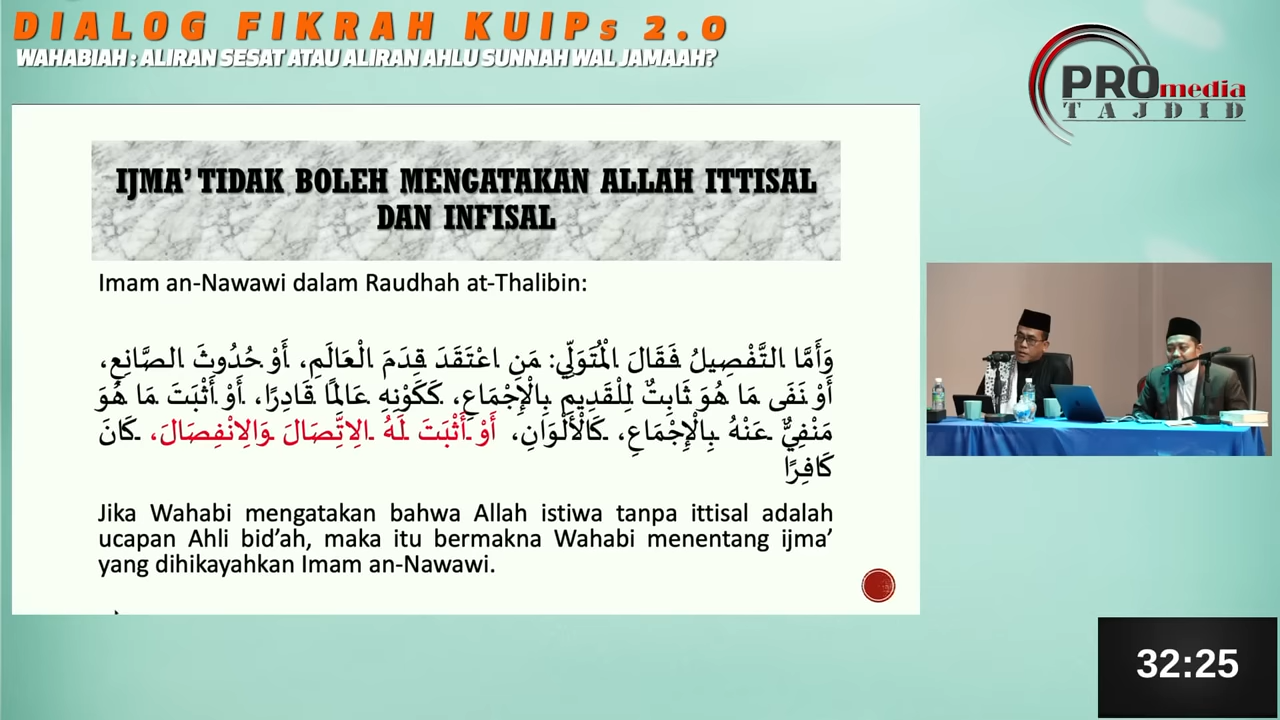 DIALOG FIKRAH KUIPs 2.0
WAHABIAH : ALIRAN SESAT ATAU ALIRAN AHLU SUNNAH WAL JAMAAH?
PROmedia
TAJDID
IJMA’ TIDAK BOLEH MENGATAKAN ALLAH ITTISAL
DAN INFISAL
Imam an-Nawawi dalam Raudhah at-Thalibin:
وَأَمَّا التَّفْصِيلُ فَقَالَ الْمُتَوَلِّي: مَنِ اعْتَقَدَ قِدَمَ الْعَالَمِ، أَوْ حُدُوثَ الصَّانِعِ،
أَوْ نَفَى مَا هُوَ ثَابِتٌ لِلْقَدِيمِ بِالْإِجْمَاعِ، كَكَوْنِهِ عَالِمًا قَادِرًا، أَوْ أَثْبَتَ مَا هُوَ
مَنْفِيٌّ عَنْهُ بِالْإِجْمَاعِ، كَالْأَلْوَانِ، أَوْ أَثْبَتَ لَهُ الِاتِّصَالَ وَالِانْفِصَالَ، كَانَ
كَافِرًا
Jika Wahabi mengatakan bahwa Allah istiwa tanpa ittisal adalah
ucapan Ahli bid’ah, maka itu bermakna Wahabi menentang ijma’
yang dihikayahkan Imam an-Nawawi.
32:25